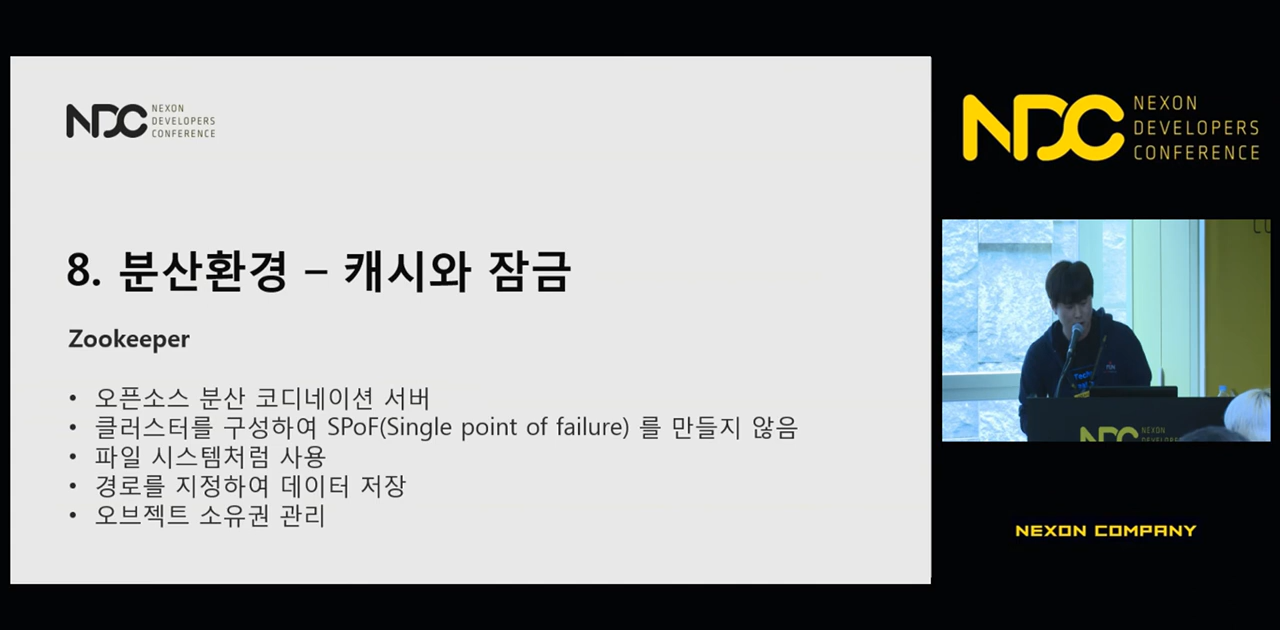 NDC NEXON
DEVELOPERS
CONFERENCE
8. 분산환경 – 캐시와 잠금
Zookeeper
• 오픈소스 분산 코디네이션 서버
• 클러스터를 구성하여 SPoF(Single point of failure) 를 만들지 않음
• 파일 시스템처럼 사용
• 경로를 지정하여 데이터 저장
• 오브젝트 소유권 관리
NDC NEXON
DEVELOPERS
CONFERENCE
NDC NEXON
NEXON COMPANY